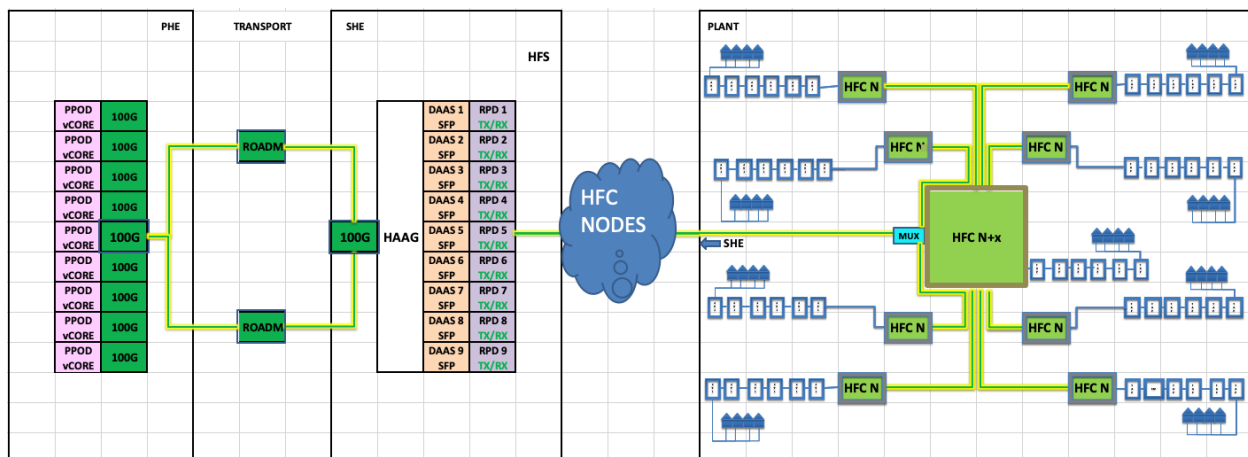 PHE
TRANSPORT
SHE
HFS
PLANT
PPOD
vCORE
100G
PPOD
vCORE
100G
PPOD
vCORE
100G
PPOD
vCORE
100G
PPOD
vCORE
100G
PPOD
vCORE
100G
PPOD
vCORE
100G
PPOD
vCORE
100G
PPOD
vCORE
100G
ROADM
ROADM
100G
HAAG
DAAS 1
SFP
RPD 1
TX/RX
DAAS 2
SFP
RPD 2
TX/RX
DAAS 3
SFP
RPD 3
TX/RX
DAAS 4
SFP
RPD 4
TX/RX
DAAS 5
SFP
RPD 5
TX/RX
DAAS 6
SFP
RPD 6
TX/RX
DAAS 7
SFP
RPD 7
TX/RX
DAAS 8
SFP
RPD 8
TX/RX
DAAS 9
SFP
RPD 9
TX/RX
HFC
NODES
SHE
MUX
HFC N+x
HFC N
HFC N
HFC N
HFC N
HFC N
HFC N
HFC N
HFC N